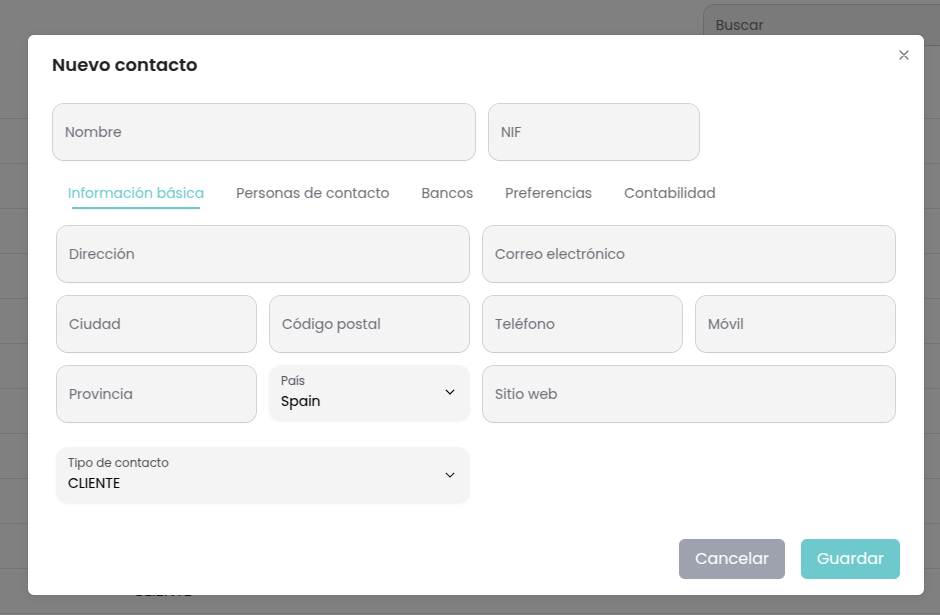 Buscar
Nuevo contacto
Nombre
NIF
Información básica Personas de contacto Bancos Preferencias Contabilidad
Dirección
Correo electrónico
Ciudad
Código postal
Teléfono
Móvil
Provincia
País
Spain
Sitio web
Tipo de contacto
CLIENTE
Cancelar
Guardar